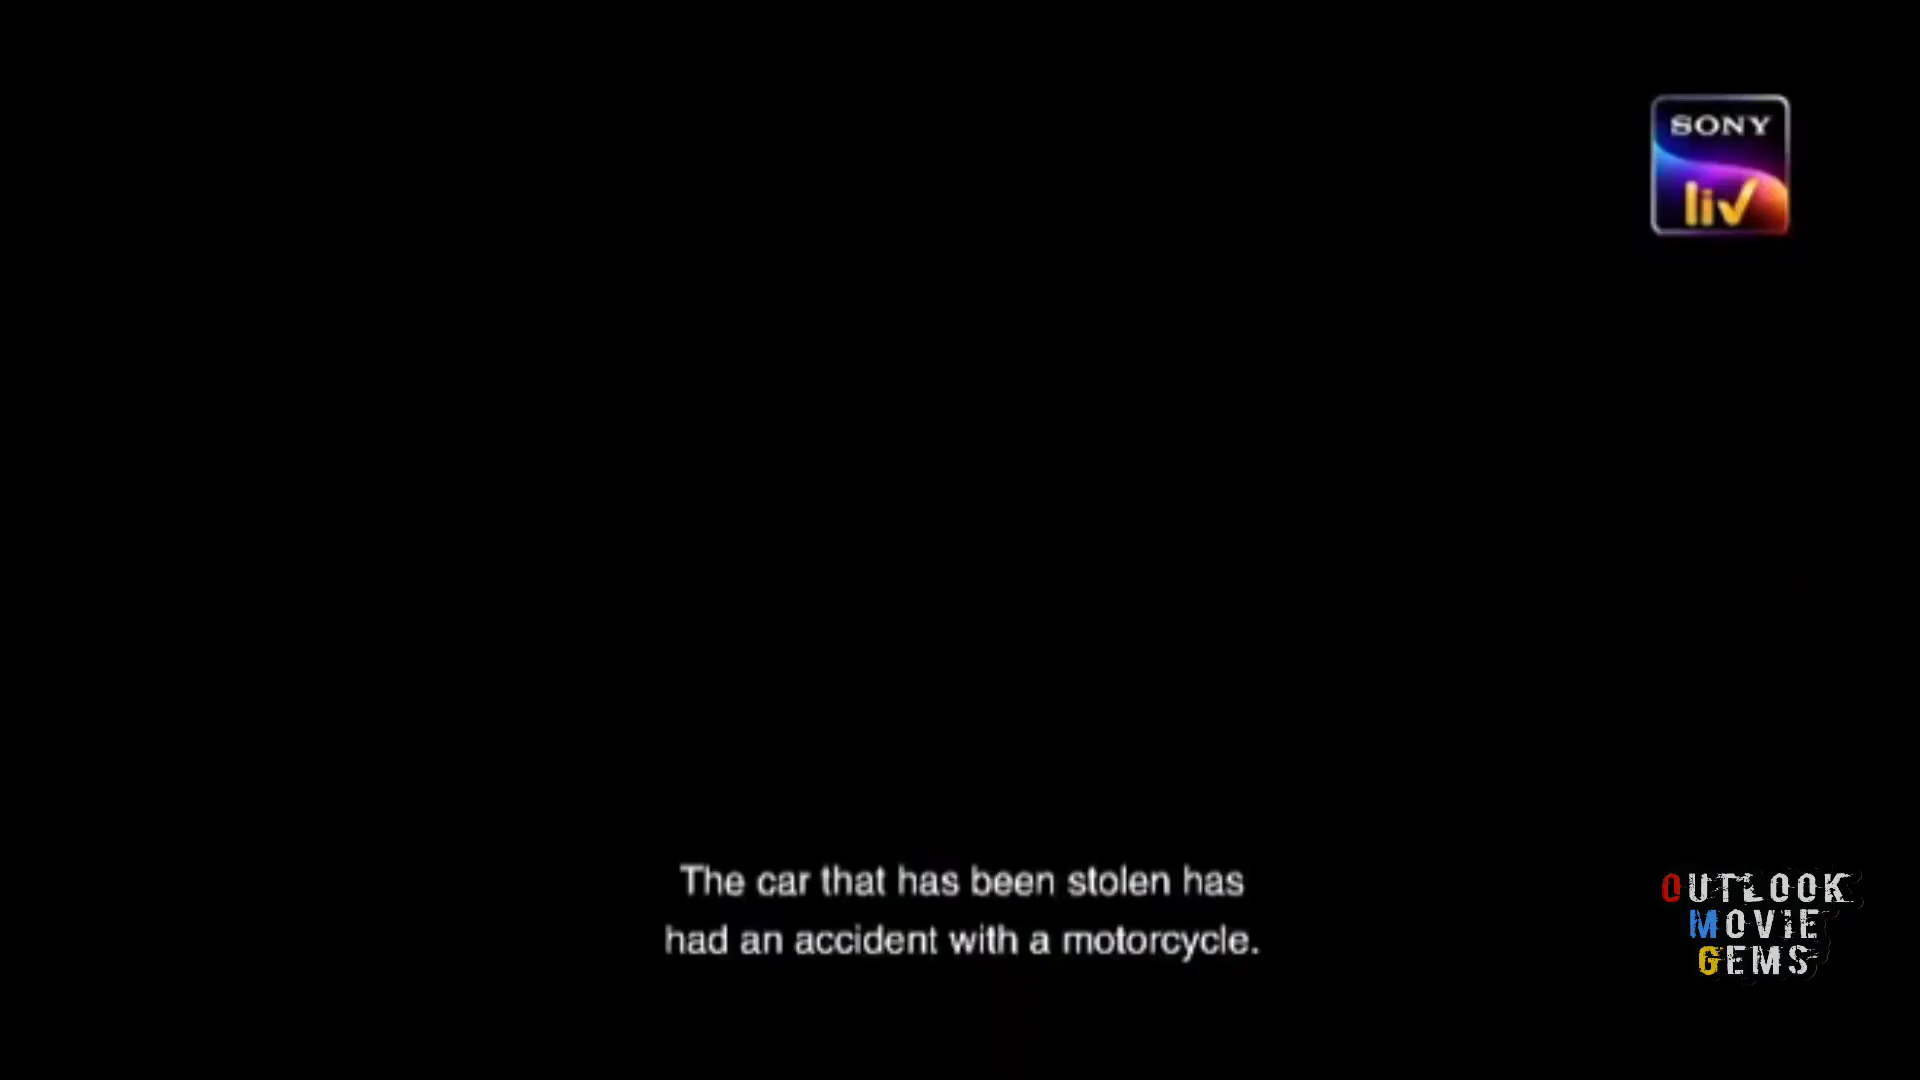 SONY
liv
The car that has been stolen has
had an accident with a motorcycle.
OUTLOOK
MOVIE
GEMS